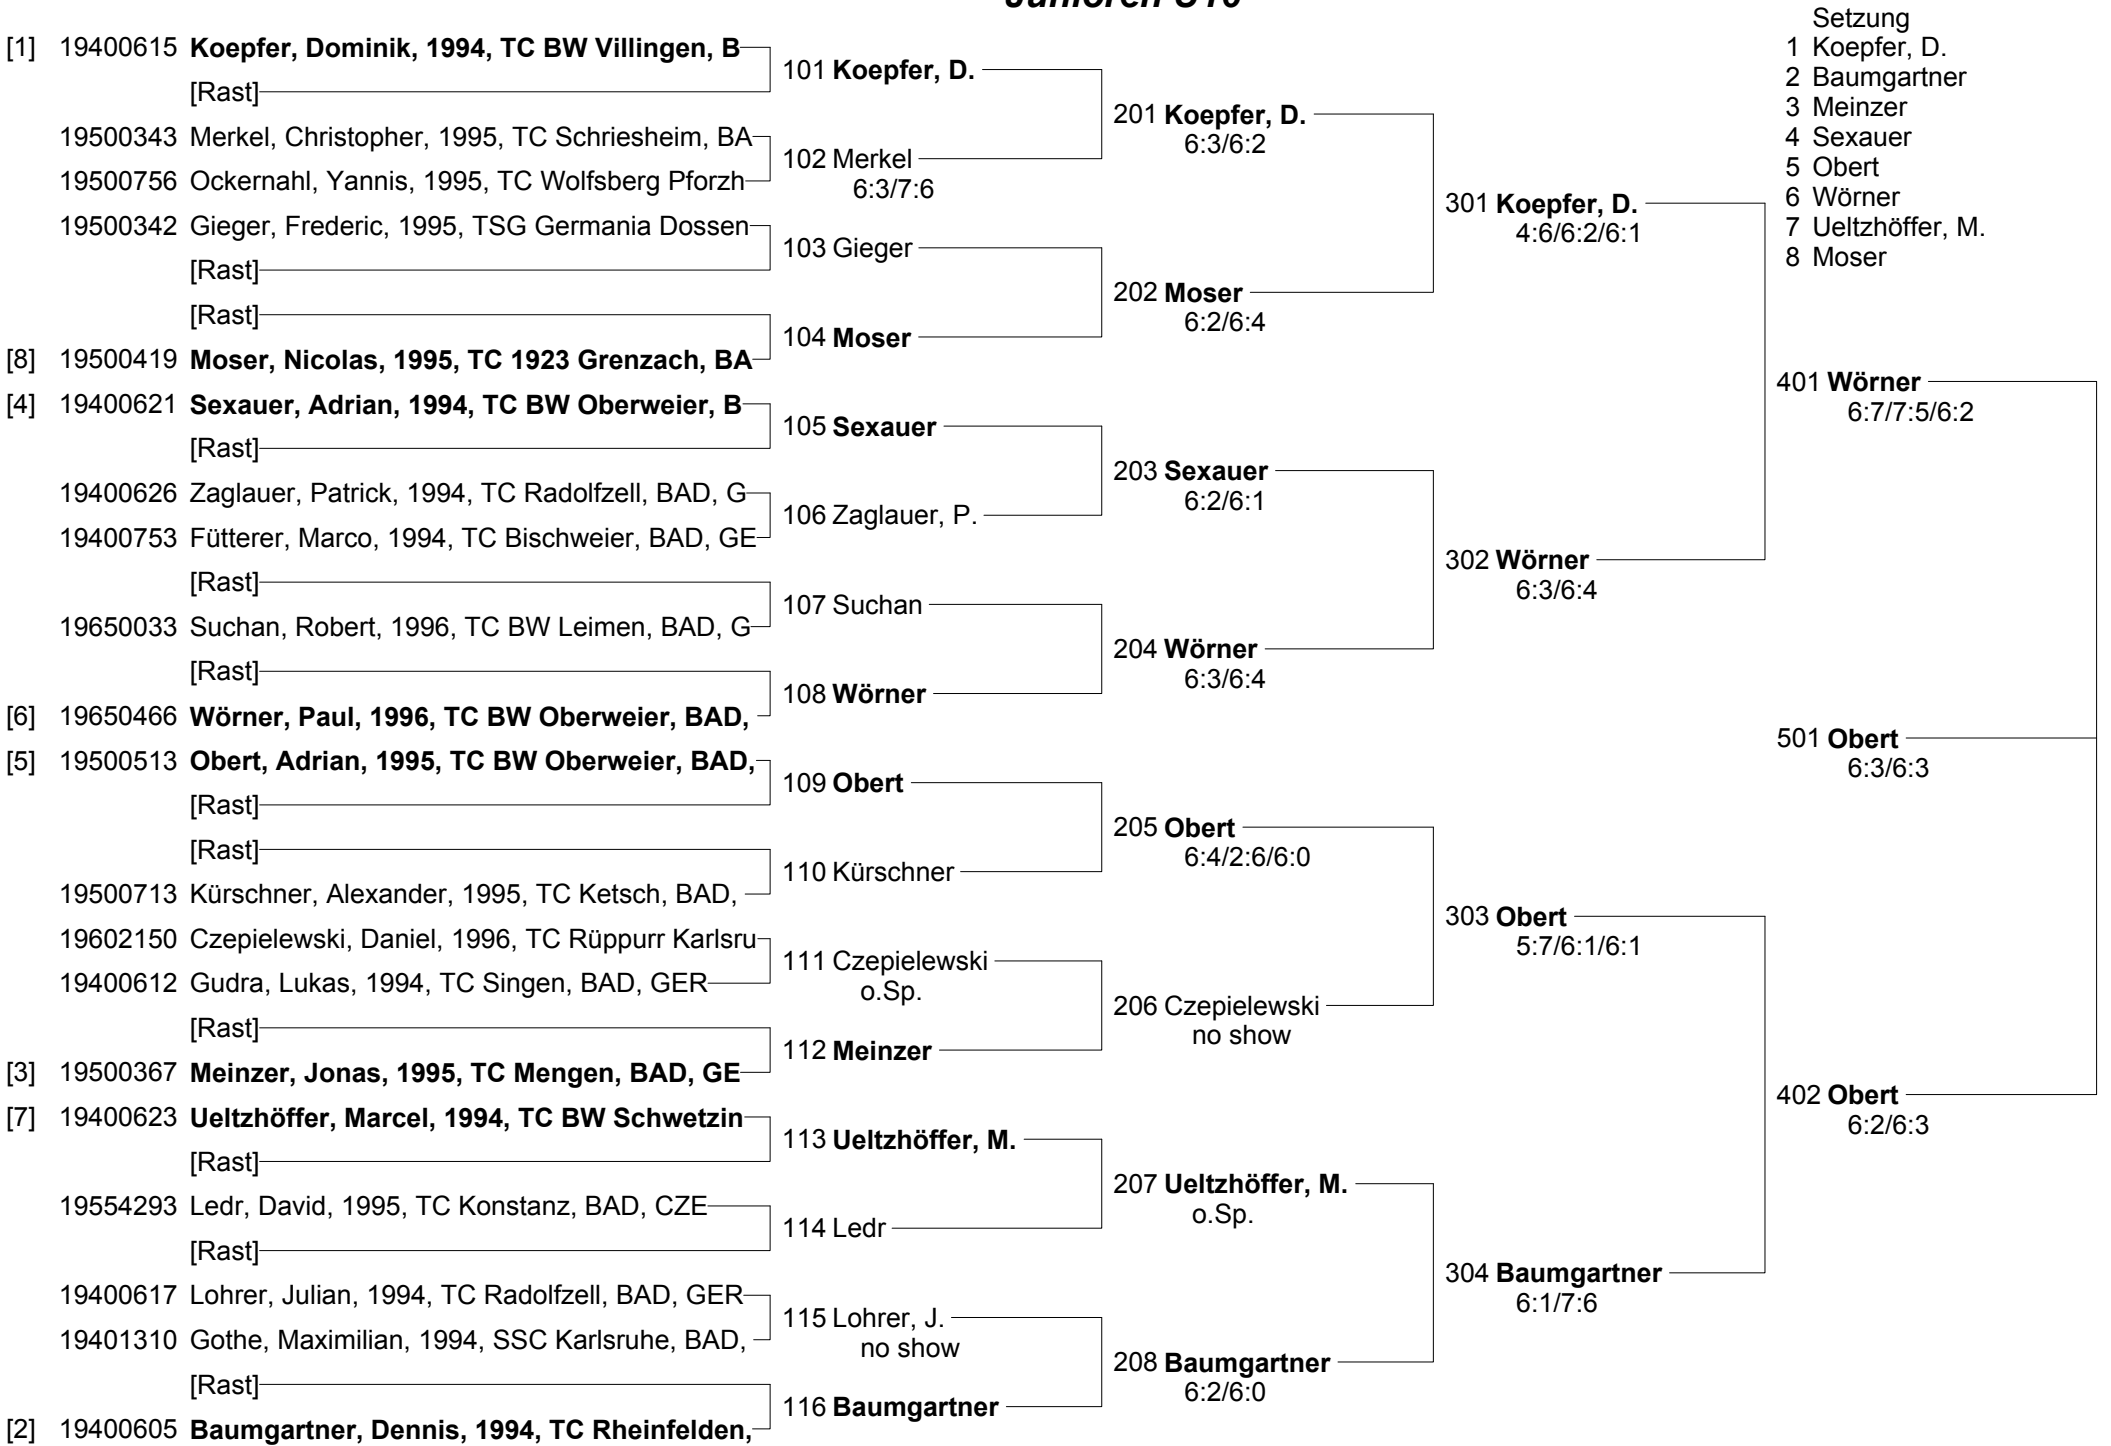 Setzung
1 Koepfer, D.
2 Baumgartner
3 Meinzer
4 Sexauer
5 Obert
6 Wörner
7 Ueltzhöffer, M.
8 Moser
[1] 19400615 Koepfer, Dominik, 1994, TC BW Villingen, B
[Rast]
19500343 Merkel, Christopher, 1995, TC Schriesheim, BA
19500756 Ockernahl, Yannis, 1995, TC Wolfsberg Pforzh
19500342 Gieger, Frederic, 1995, TSG Germania Dossen
[Rast]
[Rast]
[8] 19500419 Moser, Nicolas, 1995, TC 1923 Grenzach, BA
[4] 19400621 Sexauer, Adrian, 1994, TC BW Oberweier, B
[Rast]
19400626 Zaglauer, Patrick, 1994, TC Radolfzell, BAD, G
19400753 Fütterer, Marco, 1994, TC Bischweier, BAD, GE
[Rast]
19650033 Suchan, Robert, 1996, TC BW Leimen, BAD, G
[Rast]
[6] 19650466 Wörner, Paul, 1996, TC BW Oberweier, BAD,
[5] 19500513 Obert, Adrian, 1995, TC BW Oberweier, BAD,
[Rast]
[Rast]
19500713 Kürschner, Alexander, 1995, TC Ketsch, BAD,
19602150 Czepielewski, Daniel, 1996, TC Rüppurr Karlsru
19400612 Gudra, Lukas, 1994, TC Singen, BAD, GER
[Rast]
[3] 19500367 Meinzer, Jonas, 1995, TC Mengen, BAD, GE
[7] 19400623 Ueltzhöffer, Marcel, 1994, TC BW Schwetzin
[Rast]
19554293 Ledr, David, 1995, TC Konstanz, BAD, CZE
[Rast]
19400617 Lohrer, Julian, 1994, TC Radolfzell, BAD, GER
19401310 Gothe, Maximilian, 1994, SSC Karlsruhe, BAD,
[Rast]
[2] 19400605 Baumgartner, Dennis, 1994, TC Rheinfelden,
101 Koepfer, D.
102 Merkel
6:3/7:6
103 Gieger
104 Moser
105 Sexauer
106 Zaglauer, P.
107 Suchan
108 Wörner
109 Obert
110 Kürschner
111 Czepielewski
o.Sp.
112 Meinzer
113 Ueltzhöffer, M.
114 Ledr
115 Lohrer, J.
no show
116 Baumgartner
201 Koepfer, D.
6:3/6:2
202 Moser
6:2/6:4
203 Sexauer
6:2/6:1
204 Wörner
6:3/6:4
205 Obert
6:4/2:6/6:0
206 Czepielewski
no show
207 Ueltzhöffer, M.
o.Sp.
208 Baumgartner
6:2/6:0
301 Koepfer, D.
4:6/6:2/6:1
302 Wörner
6:3/6:4
303 Obert
5:7/6:1/6:1
304 Baumgartner
6:1/7:6
401 Wörner
6:7/7:5/6:2
501 Obert
6:3/6:3
402 Obert
6:2/6:3